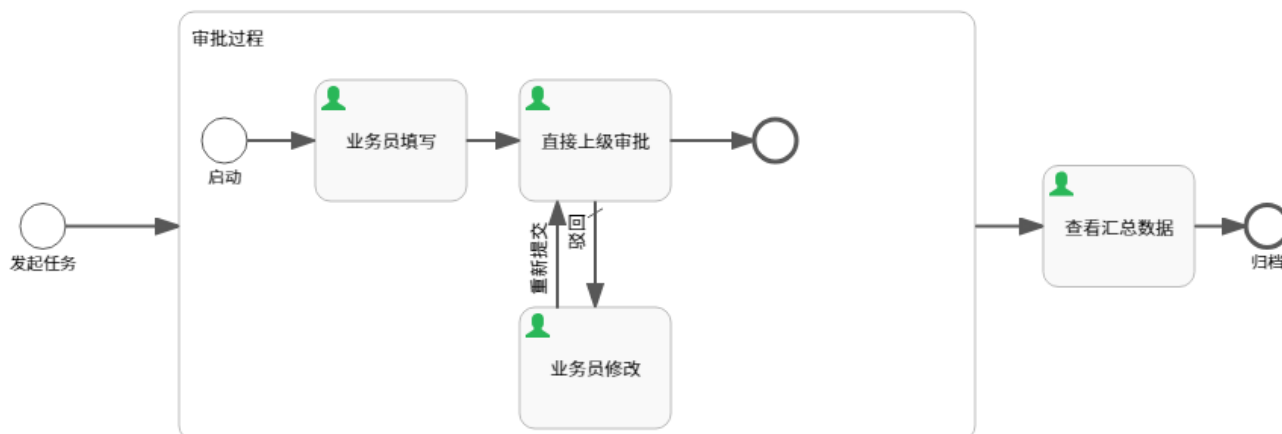 审批过程
业务员填写
直接上级审批
启动
发起任务
重新提交
驳回
业务员修改
查看汇总数据
归档